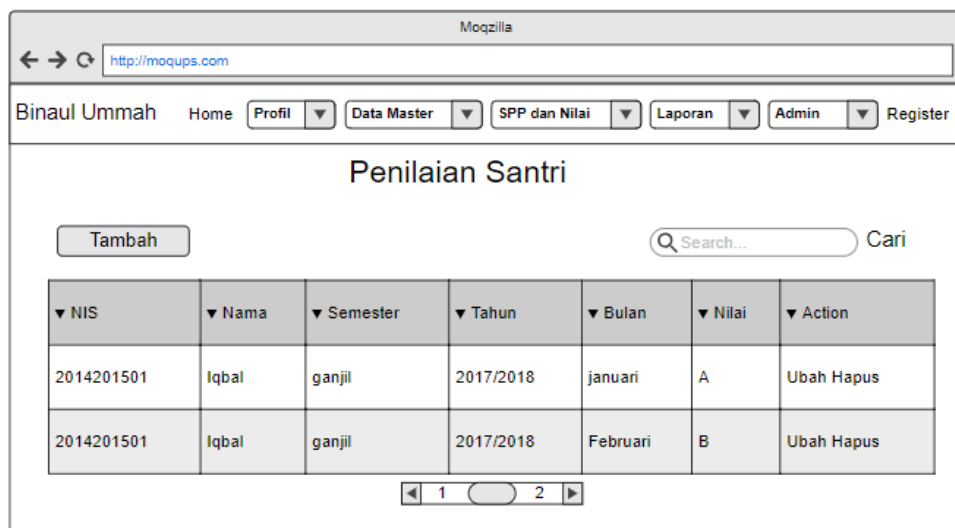 Moqzilla
http://moqups.com
Binaul Ummah Home Profil Data Master SPP dan Nilai Laporan Admin Register
Penilaian Santri
Tambah Search... Cari
NIS Nama Semester Tahun Bulan Nilai Action
2014201501 Iqbal ganjil 2017/2018 januari A Ubah Hapus
2014201501 Iqbal ganjil 2017/2018 Februari B Ubah Hapus
1 2